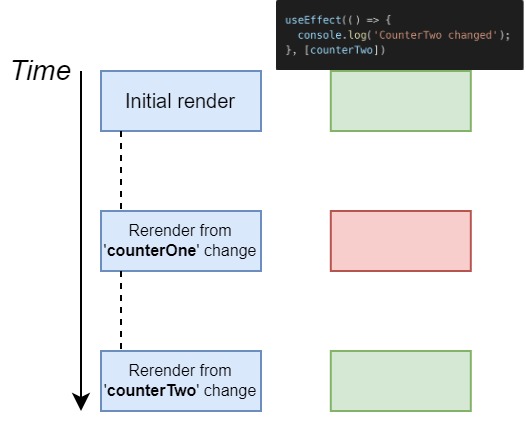 useEffect(() => {
  console.log('CounterTwo changed');
}, [counterTwo])
Time
Initial render
Rerender from
'counterOne' change
Rerender from
'counterTwo' change